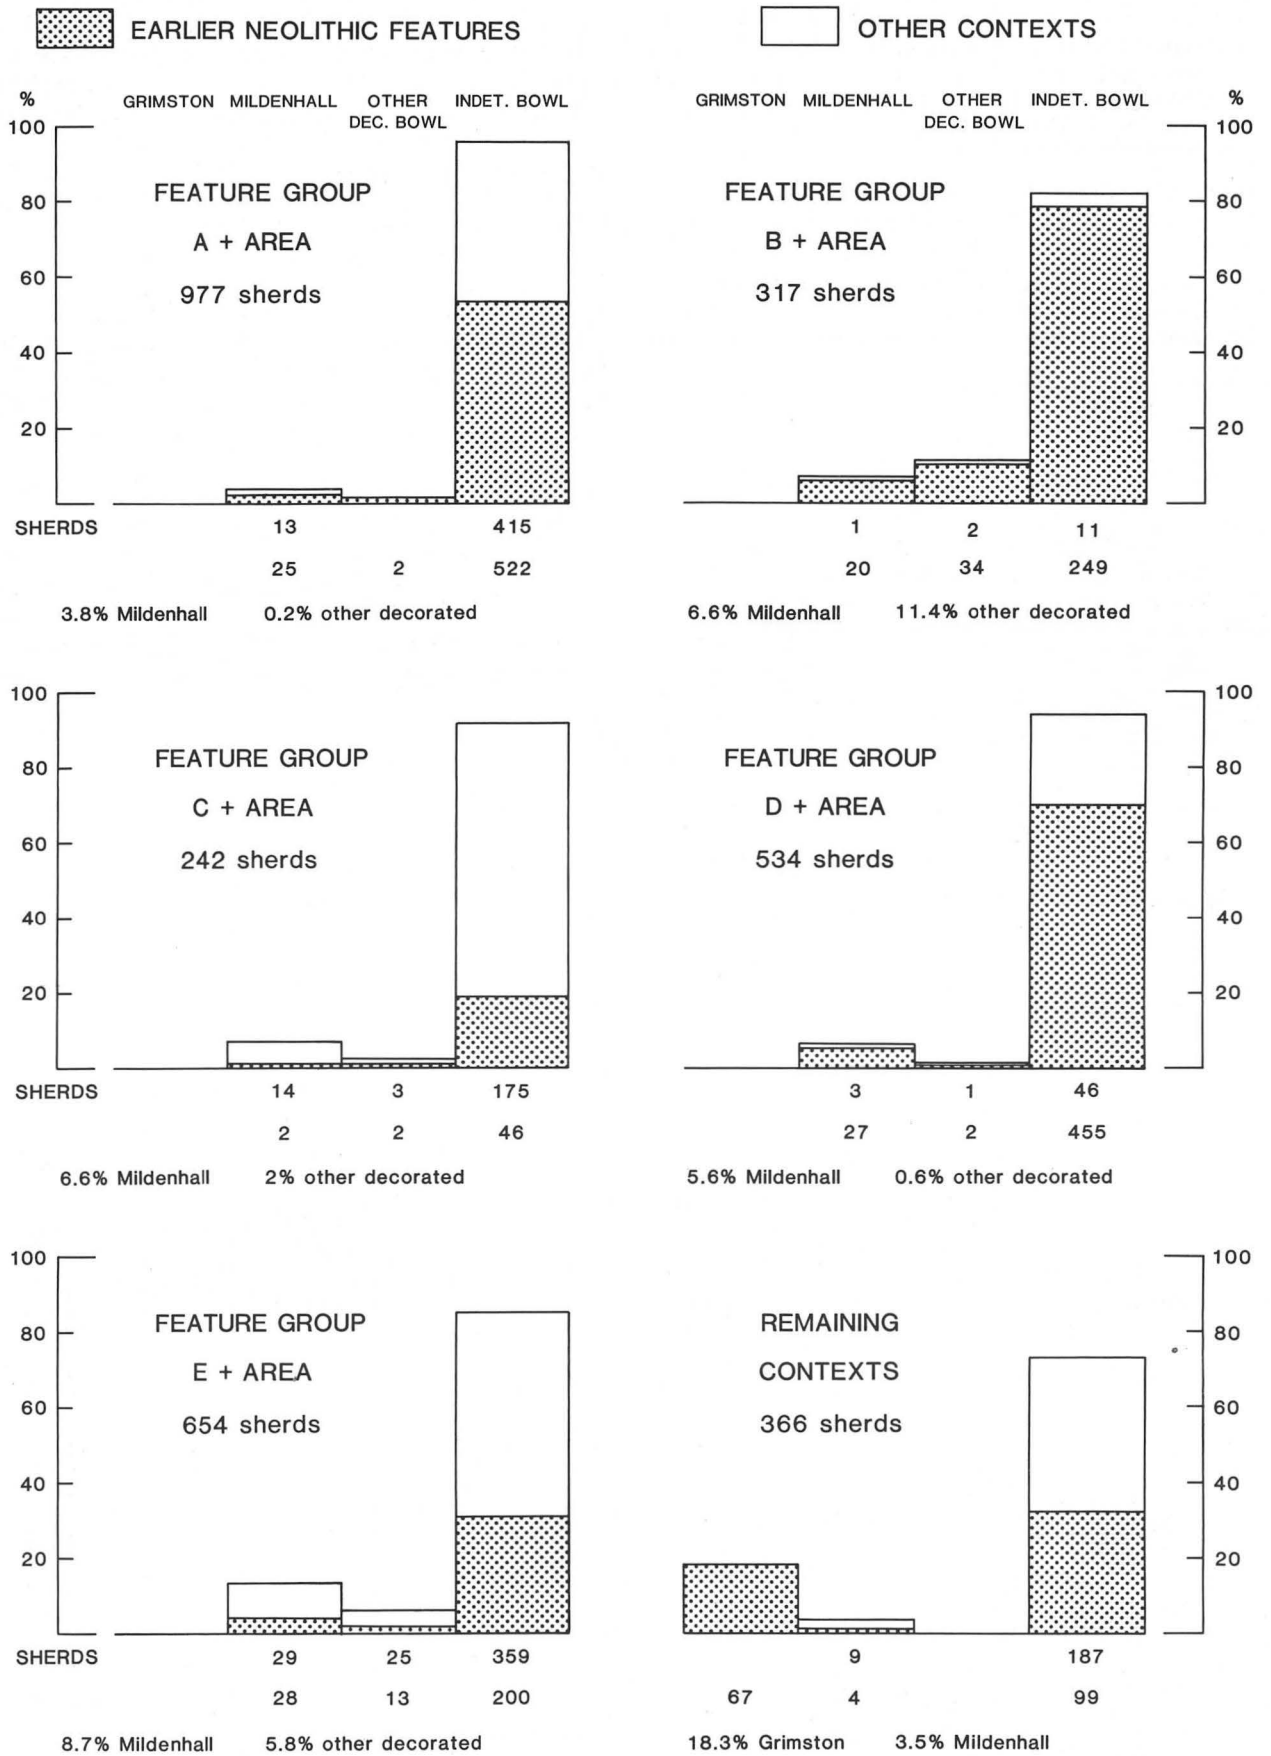 EARLIER NEOLITHIC FEATURES
OTHER CONTEXTS
% GRIMSTON MILDENHALL OTHER DEC. BOWL INDET. BOWL
100
80
60
40
20
FEATURE GROUP
A + AREA
977 sherds
SHERDS 13 415
25 2 522
3.8% Mildenhall 0.2% other decorated
GRIMSTON MILDENHALL OTHER DEC. BOWL INDET. BOWL %
100
80
60
40
20
FEATURE GROUP
B + AREA
317 sherds
1 2 11
20 34 249
6.6% Mildenhall 11.4% other decorated
100
80
60
40
20
FEATURE GROUP
C + AREA
242 sherds
SHERDS 14 3 175
2 2 46
6.6% Mildenhall 2% other decorated
100
80
60
40
20
FEATURE GROUP
D + AREA
534 sherds
3 1 46
27 2 455
5.6% Mildenhall 0.6% other decorated
100
80
60
40
20
FEATURE GROUP
E + AREA
654 sherds
SHERDS 29 25 359
28 13 200
8.7% Mildenhall 5.8% other decorated
100
80
60
40
20
REMAINING
CONTEXTS
366 sherds
9 187
67 4 99
18.3% Grimston 3.5% Mildenhall